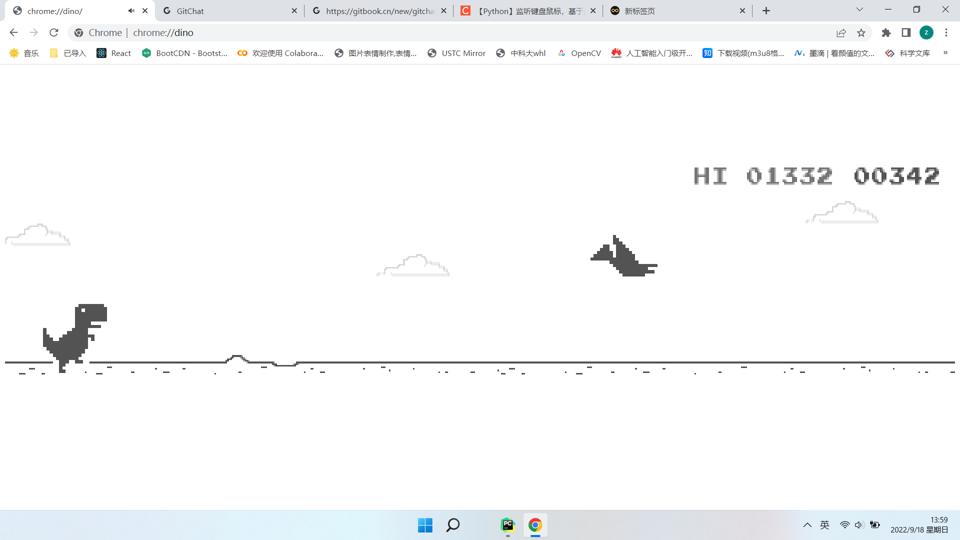 chrome://dino/
GitChat
https://gitbook.cn/new/gitcha
【Python】监听键盘鼠标，基于
新标签页
Chrome | chrome://dino
音乐
已导入
React
BootCDN - Bootst...
欢迎使用 Colabora...
图片表情制作,表情...
USTC Mirror
中科大whl
OpenCV
人工智能入门级开...
下载视频(m3u8格...
墨滴 | 看颜值的文...
科学文库
»
HI 01332 00342
英
13:59
2022/9/18 星期日